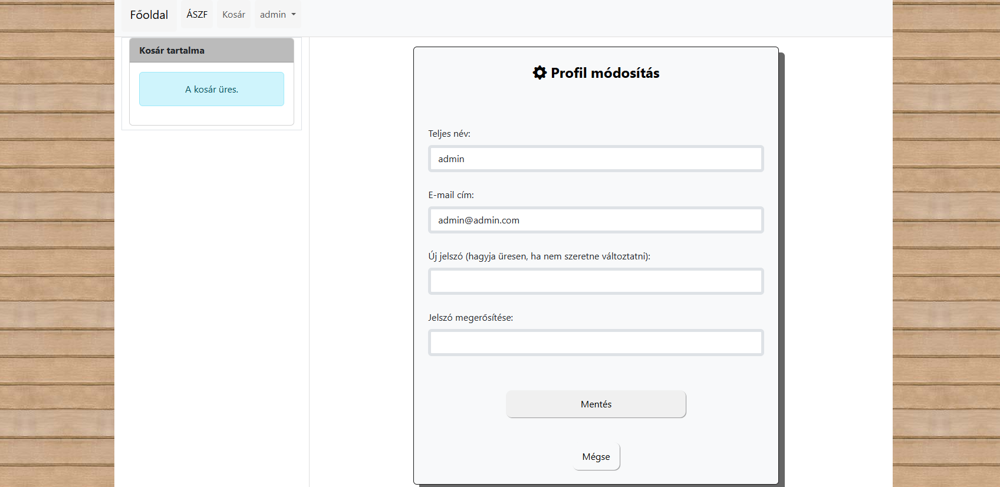 Főoldal ÁSZF Kosár admin
Kosár tartalma
A kosár üres.
Profil módosítás
Teljes név:
admin
E-mail cím:
admin@admin.com
Új jelszó (hagyja üresen, ha nem szeretne változtatni):
Jelszó megerősítése:
Mentés
Mégse